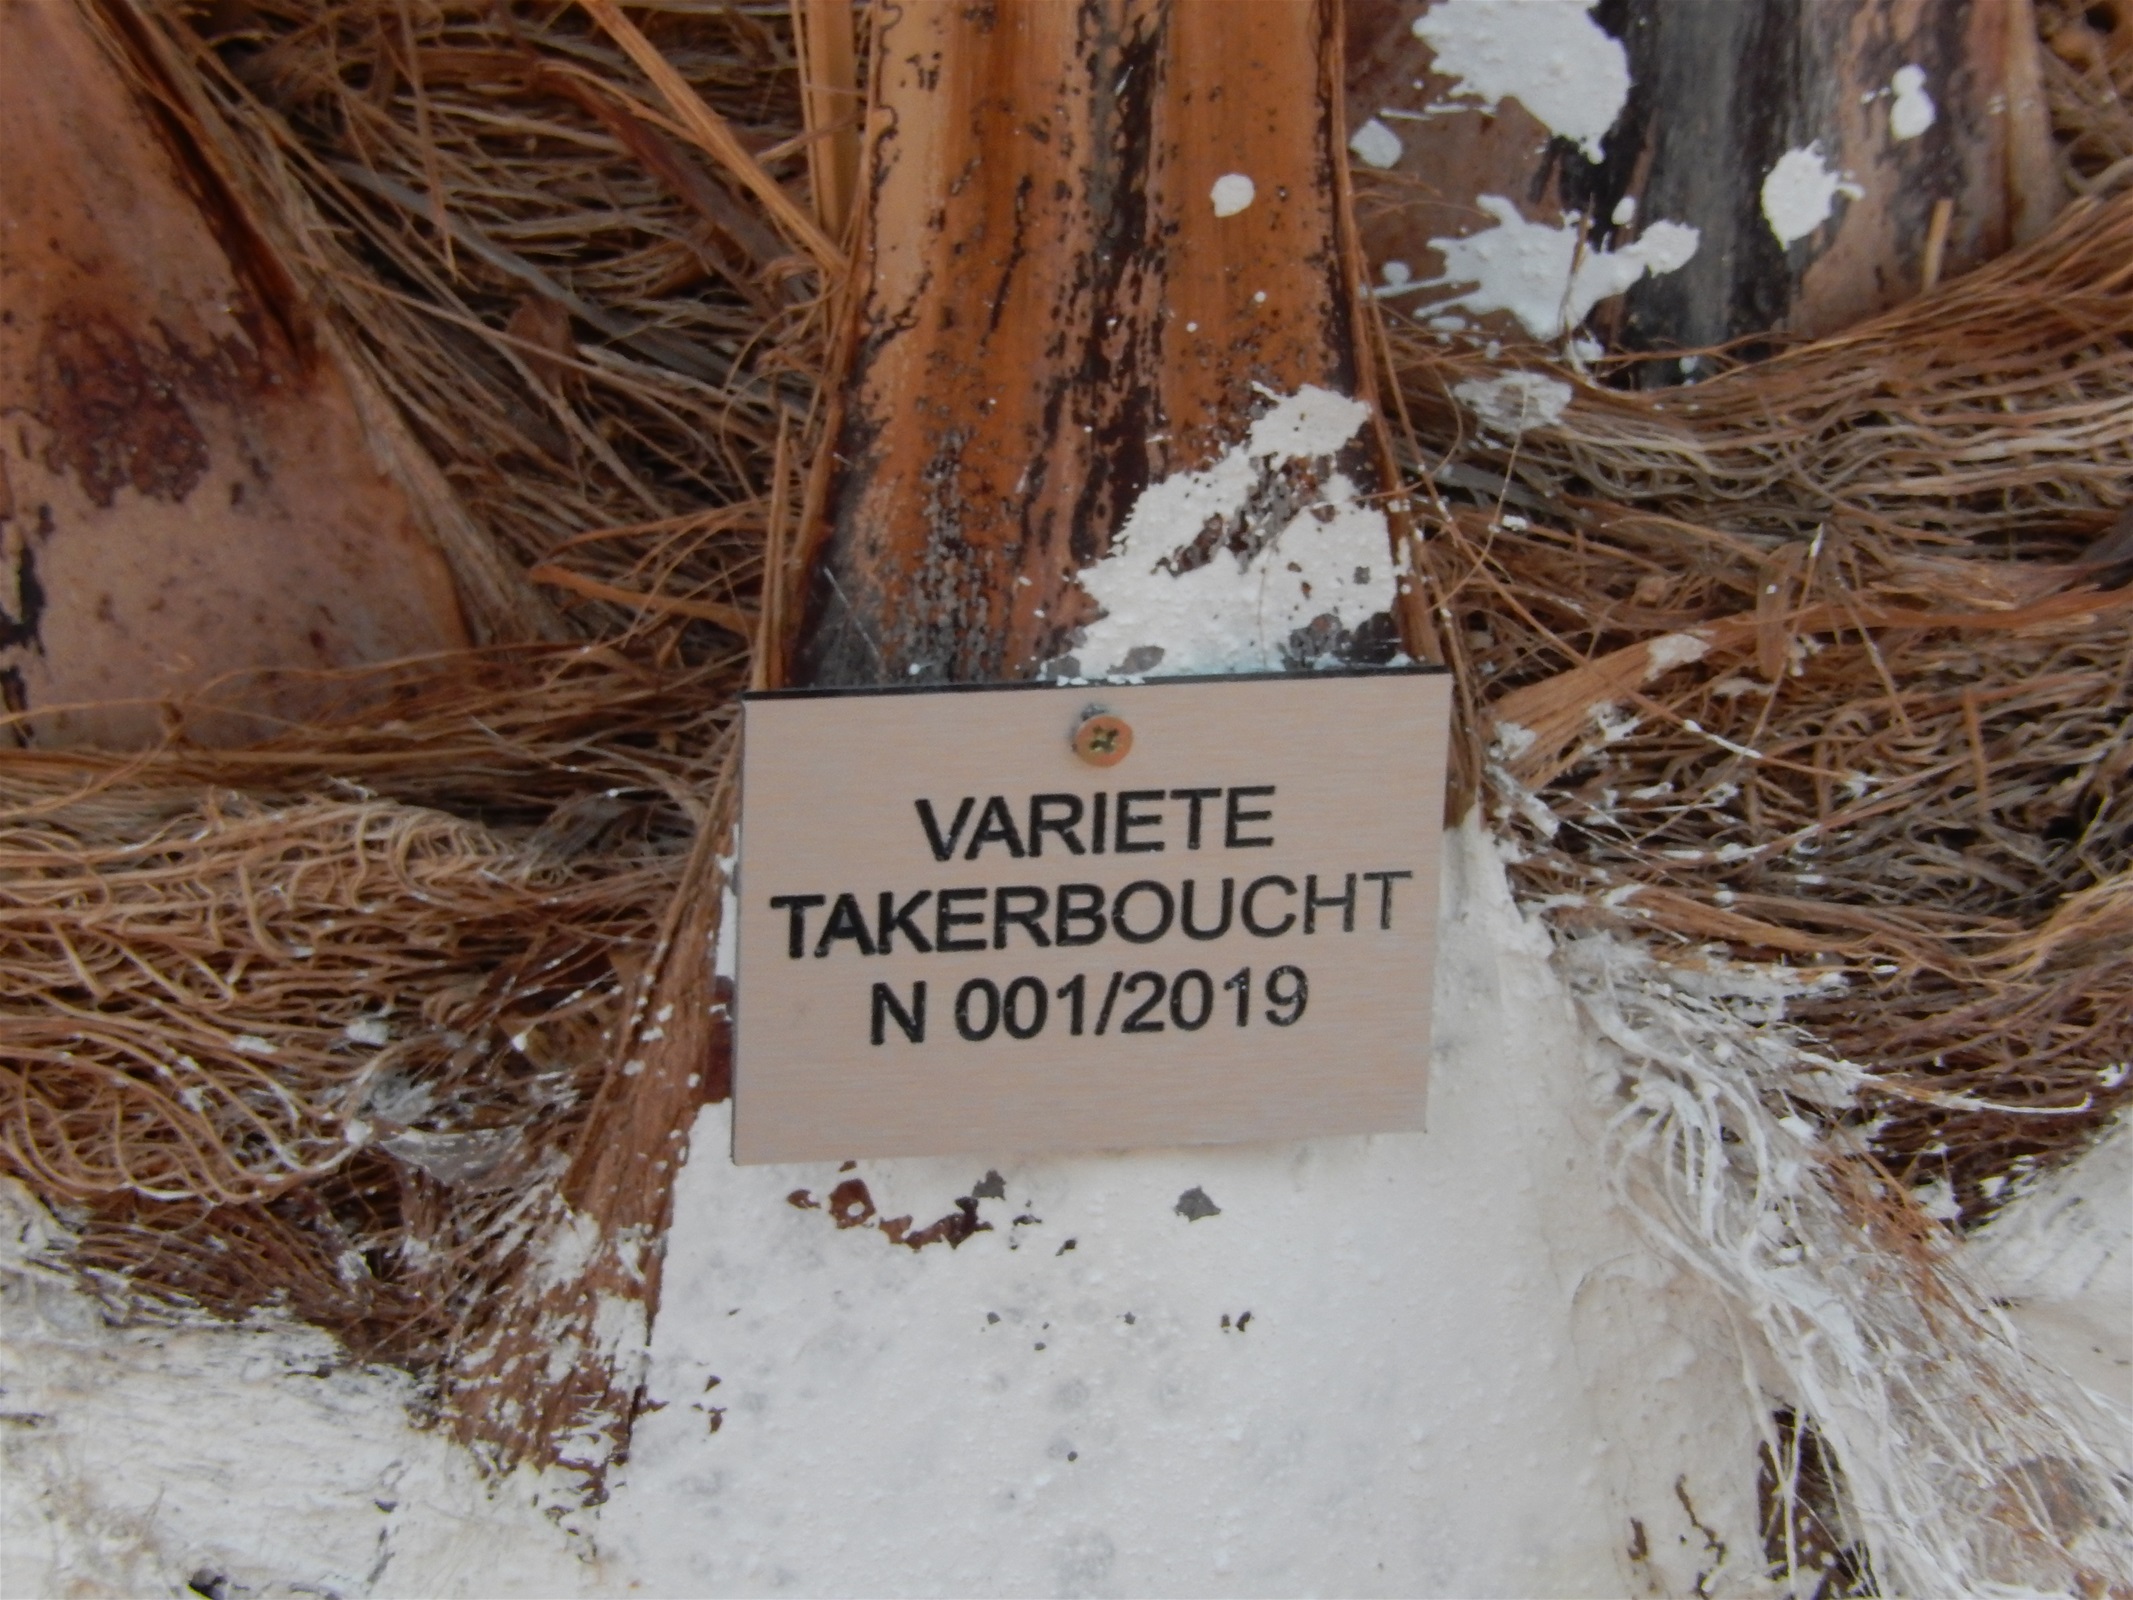 VARIETE
TAKERBOUCHT
N 001/2019